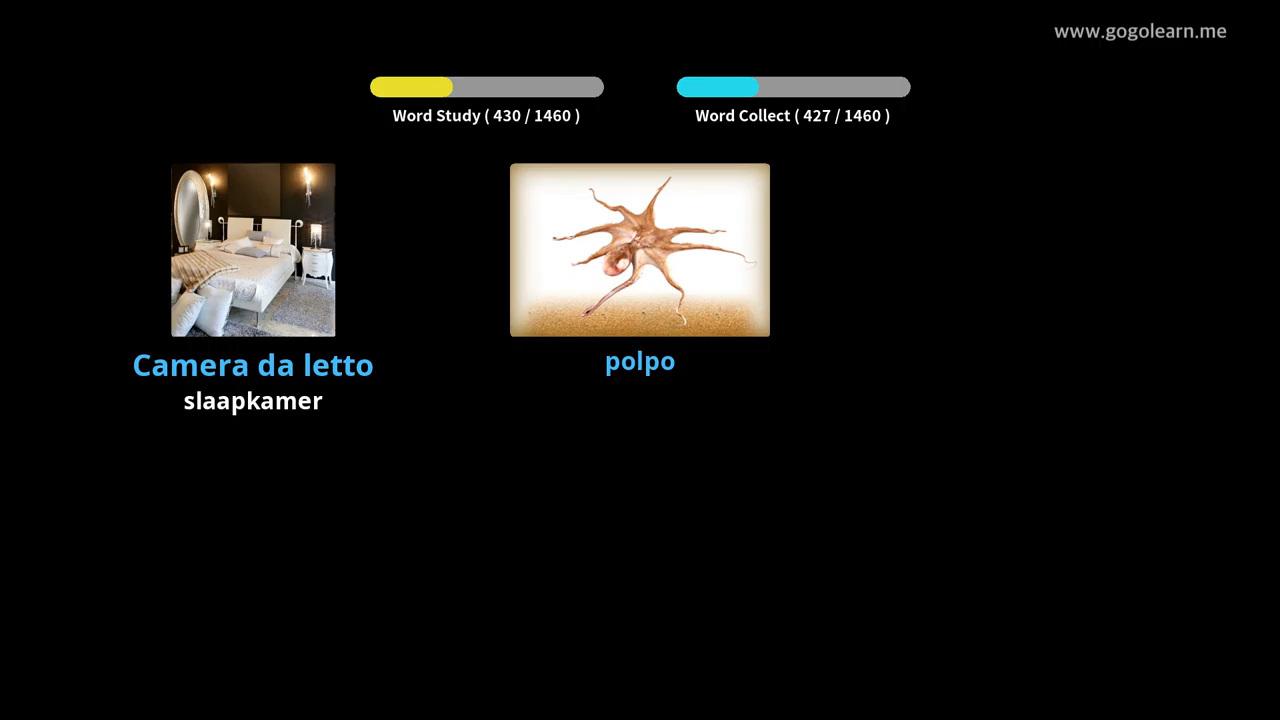 www.gogolearn.me
Word Study ( 430 / 1460 )
Word Collect ( 427 / 1460 )
Camera da letto
slaapkamer
polpo